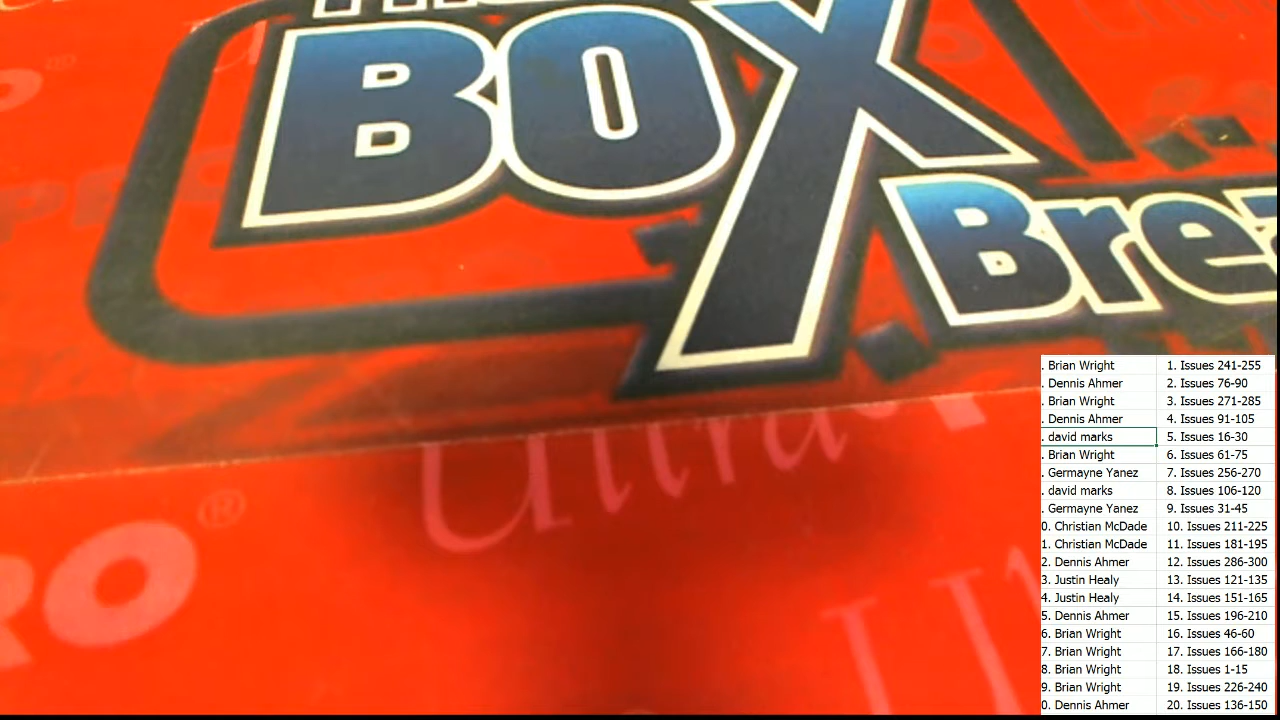 BOX
Brea
Ultra
®
RO
. Brian Wright 1. Issues 241-255
. Dennis Ahmer 2. Issues 76-90
. Brian Wright 3. Issues 271-285
. Dennis Ahmer 4. Issues 91-105
. david marks 5. Issues 16-30
. Brian Wright 6. Issues 61-75
. Germayne Yanez 7. Issues 256-270
. david marks 8. Issues 106-120
. Germayne Yanez 9. Issues 31-45
0. Christian McDade 10. Issues 211-225
1. Christian McDade 11. Issues 181-195
2. Dennis Ahmer 12. Issues 286-300
3. Justin Healy 13. Issues 121-135
4. Justin Healy 14. Issues 151-165
5. Dennis Ahmer 15. Issues 196-210
6. Brian Wright 16. Issues 46-60
7. Brian Wright 17. Issues 166-180
8. Brian Wright 18. Issues 1-15
9. Brian Wright 19. Issues 226-240
0. Dennis Ahmer 20. Issues 136-150